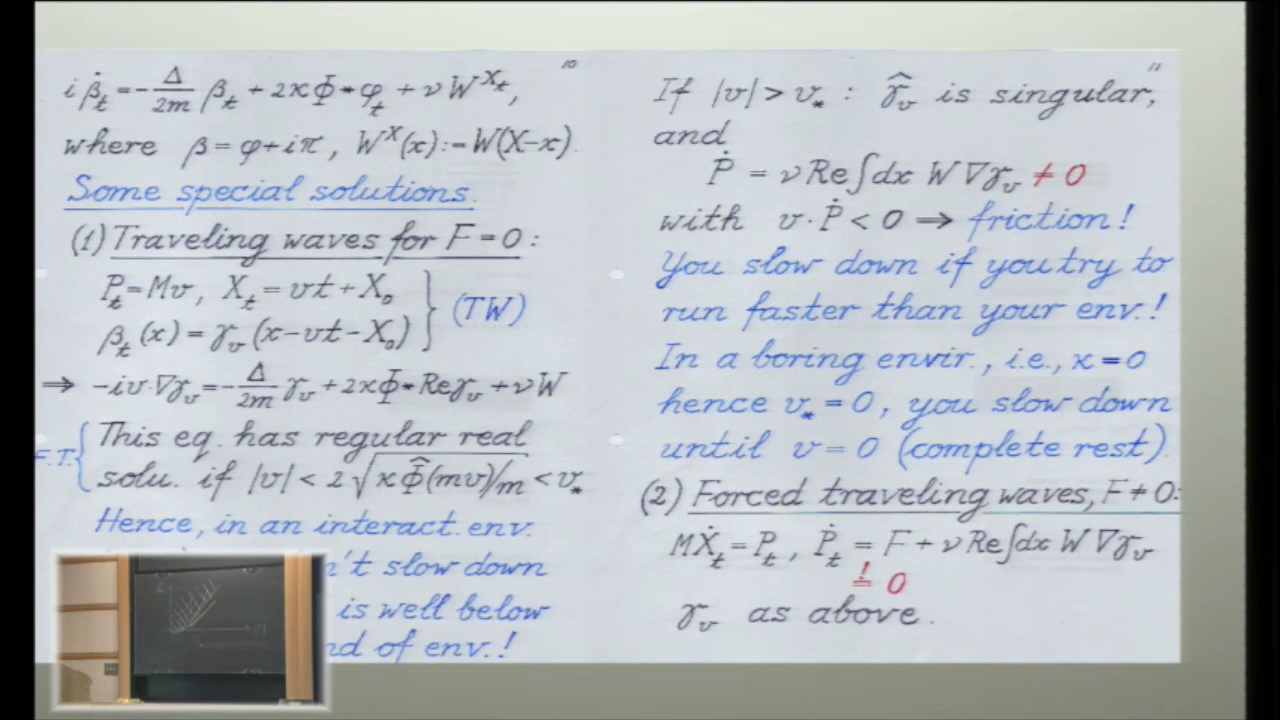 10
i β̇_t = -Δ/2m β_t + 2κΦ * φ_t + ν W^{X_t},
where β = φ + iπ, W^X(x) := W(X-x).
Some special solutions.
(1) Traveling waves for F = 0 :
P_t = Mv, X_t = vt + X_0
β_t(x) = γ_v(x-vt-X_0) } (TW)
⇒ -iv·∇γ_v = -Δ/2m γ_v + 2κΦ * Re γ_v + ν W
F.T. { This eq. has regular real
solu. if |v| < 2 √(κ Φ̂(mv)/m) < v_*
Hence, in an interact. env.
n't slow down
is well below
of env.!
11
If |v| > v_* : γ̂_v is singular,
and
Ṗ = ν Re ∫dx W ∇γ_v ≠ 0
with v · Ṗ < 0 ⇒ friction!
You slow down if you try to
run faster than your env.!
In a boring envir., i.e., κ = 0
hence v_* = 0, you slow down
until v = 0 (complete rest).
(2) Forced traveling waves, F ≠ 0:
MẊ_t = P_t, Ṗ_t = F + ν Re ∫dx W ∇γ_v
! = 0
γ_v as above.